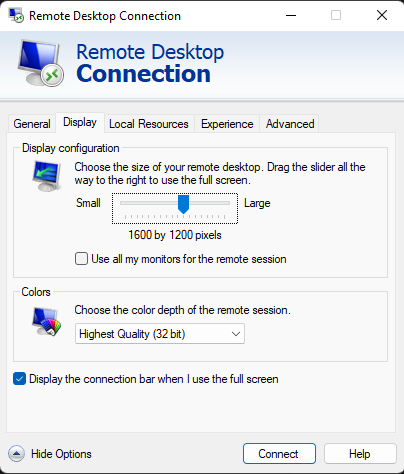 Remote Desktop Connection
Remote Desktop
Connection
General Display Local Resources Experience Advanced
Display configuration
Choose the size of your remote desktop. Drag the slider all the
way to the right to use the full screen.
Small Large
1600 by 1200 pixels
Use all my monitors for the remote session
Colors
Choose the color depth of the remote session.
Highest Quality (32 bit)
Display the connection bar when I use the full screen
Hide Options Connect Help